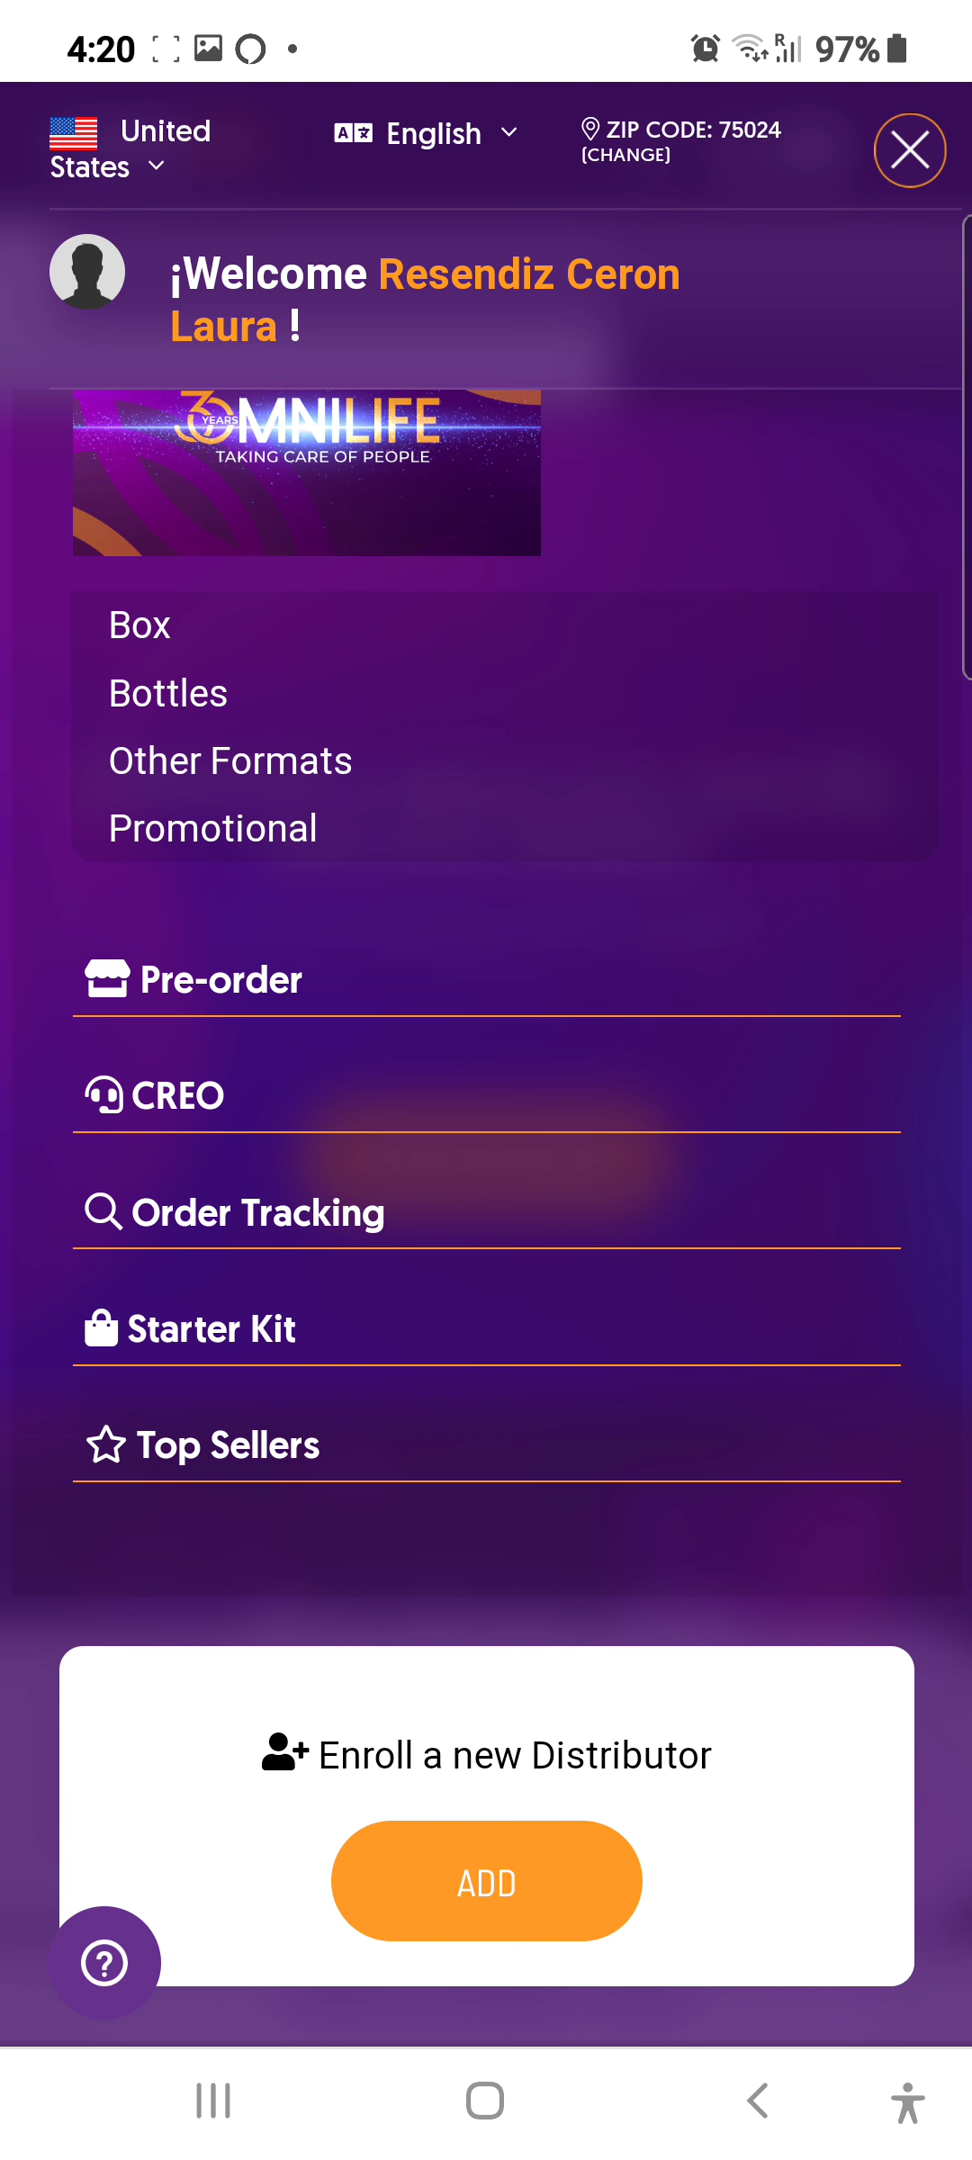 4:20
R
97%
United
States
English
ZIP CODE: 75024
(CHANGE)
¡Welcome Resendiz Ceron
Laura !
30 YEARS OMNILIFE
TAKING CARE OF PEOPLE
Box
Bottles
Other Formats
Promotional
Pre-order
CREO
Order Tracking
Starter Kit
Top Sellers
Enroll a new Distributor
ADD